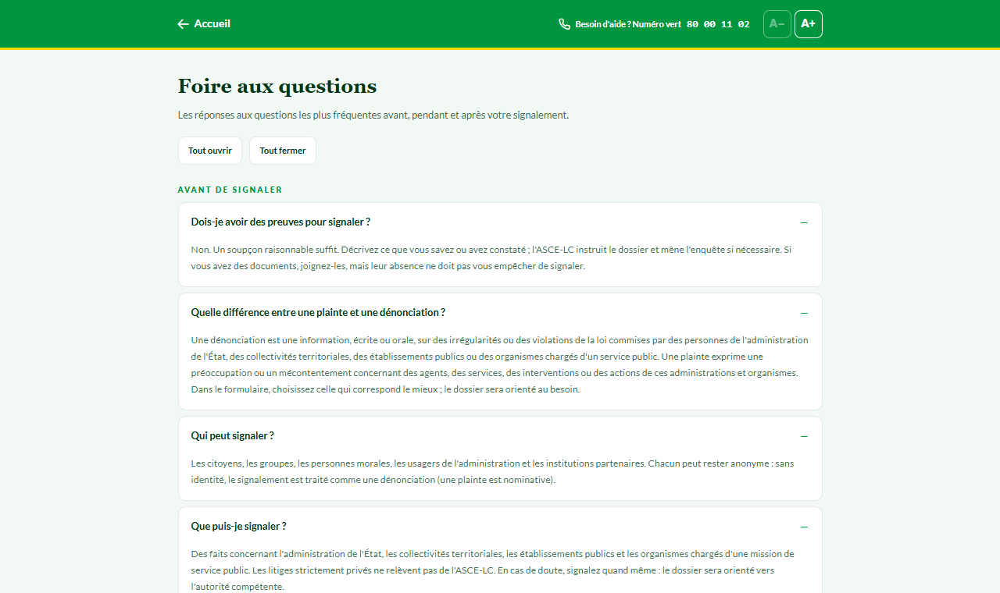 Accueil
Besoin d'aide ? Numéro vert 80 00 11 02
A−
A+
Foire aux questions
Les réponses aux questions les plus fréquentes avant, pendant et après votre signalement.
Tout ouvrir
Tout fermer
AVANT DE SIGNALER
Dois-je avoir des preuves pour signaler ?
Non. Un soupçon raisonnable suffit. Décrivez ce que vous savez ou avez constaté ; l'ASCE-LC instruit le dossier et mène l'enquête si nécessaire. Si
vous avez des documents, joignez-les, mais leur absence ne doit pas vous empêcher de signaler.
Quelle différence entre une plainte et une dénonciation ?
Une dénonciation est une information, écrite ou orale, sur des irrégularités ou des violations de la loi commises par des personnes de l'administration
de l'État, des collectivités territoriales, des établissements publics ou des organismes chargés d'un service public. Une plainte exprime une
préoccupation ou un mécontentement concernant des agents, des services, des interventions ou des actions de ces administrations et organismes.
Dans le formulaire, choisissez celle qui correspond le mieux ; le dossier sera orienté au besoin.
Qui peut signaler ?
Les citoyens, les groupes, les personnes morales, les usagers de l'administration et les institutions partenaires. Chacun peut rester anonyme : sans
identité, le signalement est traité comme une dénonciation (une plainte est nominative).
Que puis-je signaler ?
Des faits concernant l'administration de l'État, les collectivités territoriales, les établissements publics et les organismes chargés d'une mission de
service public. Les litiges strictement privés ne relèvent pas de l'ASCE-LC. En cas de doute, signalez quand même : le dossier sera orienté vers
l'autorité compétente.